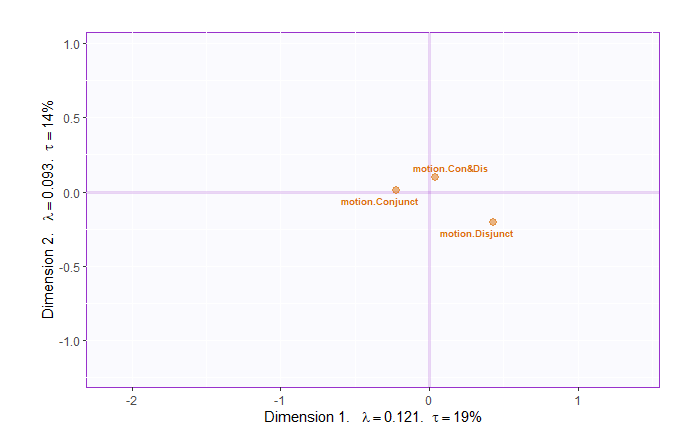 1.0
0.5
0.0
-0.5
-1.0
Dimension 2. λ=0.093. τ=14%
motion.Con&Dis
motion.Conjunct
motion.Disjunct
-2
-1
0
1
Dimension 1. λ=0.121. τ=19%